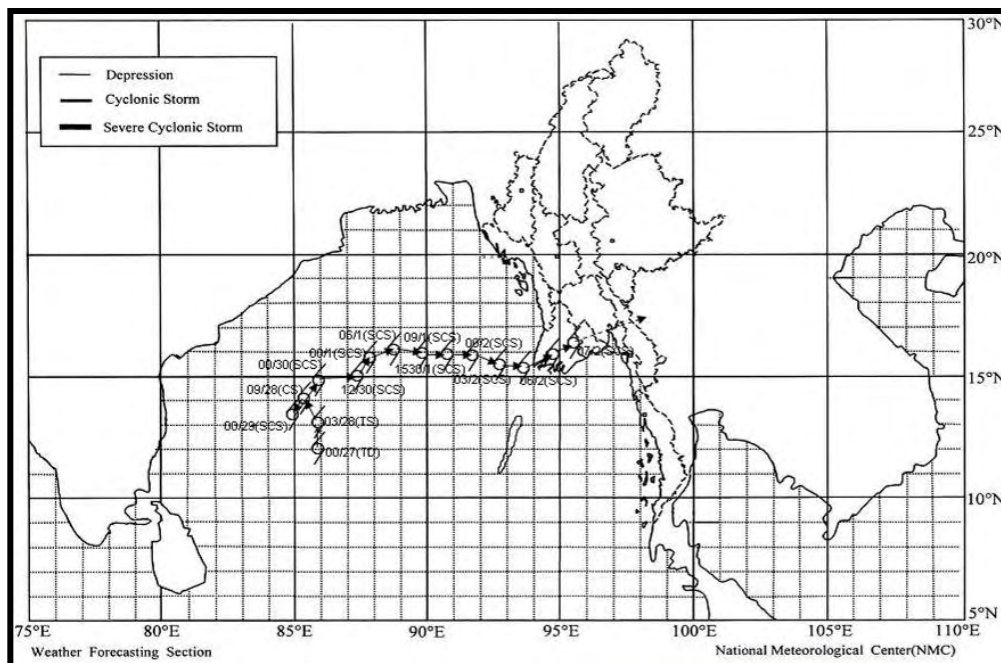 30°N
Depression
Cyclonic Storm
Severe Cyclonic Storm
25°N
20°N
06/1(SCS) 09/1(SCS) 00/2(SCS)
00/1(SCS)
00/30(SCS) 1530/1(SCS)
15°N
03/2(SCS) 06/2(SCS)
12/30(SCS)
09/28(CS)
00/29(SCS) 03/28(TS)
00/27(TD)
10°N
5°N
75°E 80°E 85°E 90°E 95°E 100°E 105°E 110°E
Weather Forecasting Section National Meteorological Center(NMC)